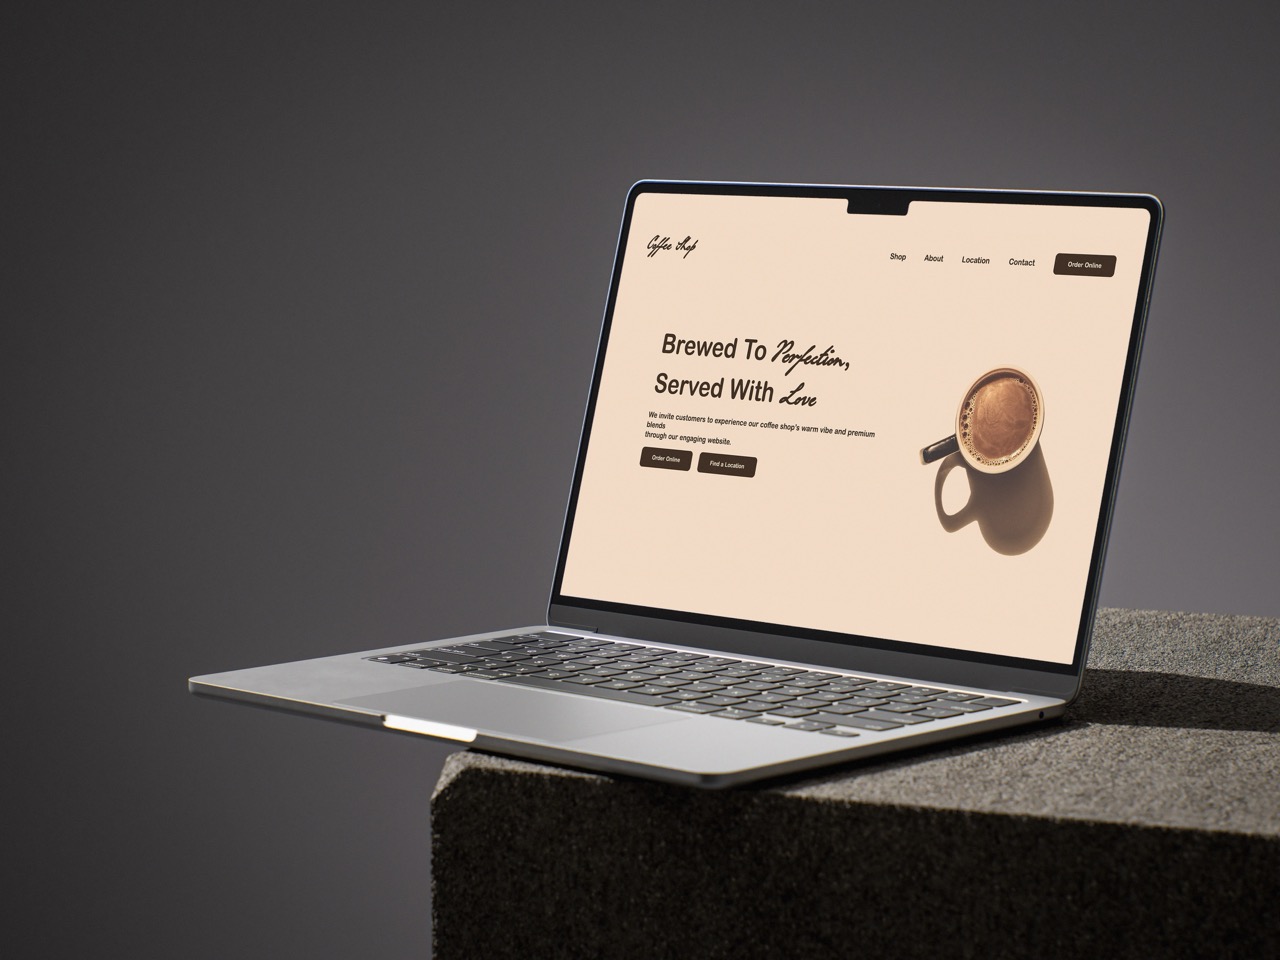 Coffee Shop
Shop About Location Contact Order Online
Brewed To Perfection,
Served With Love
We invite customers to experience our coffee shop's warm vibe and premium
blends
through our engaging website.
Order Online Find a Location